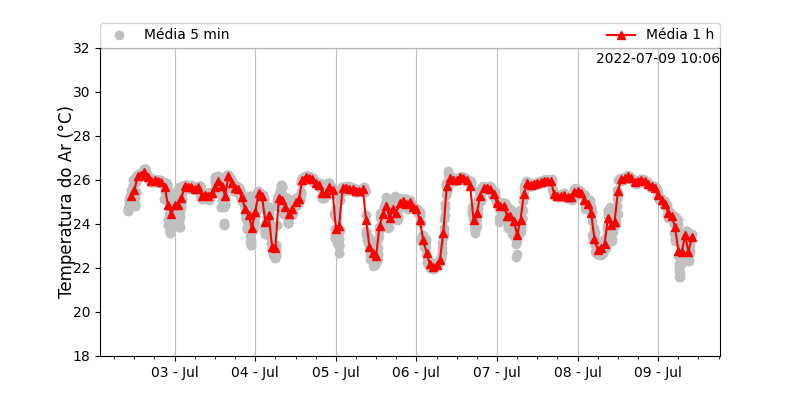 Média 5 min
Média 1 h
2022-07-09 10:06
Temperatura do Ar (°C)
32
30
28
26
24
22
20
18
03 - Jul
04 - Jul
05 - Jul
06 - Jul
07 - Jul
08 - Jul
09 - Jul